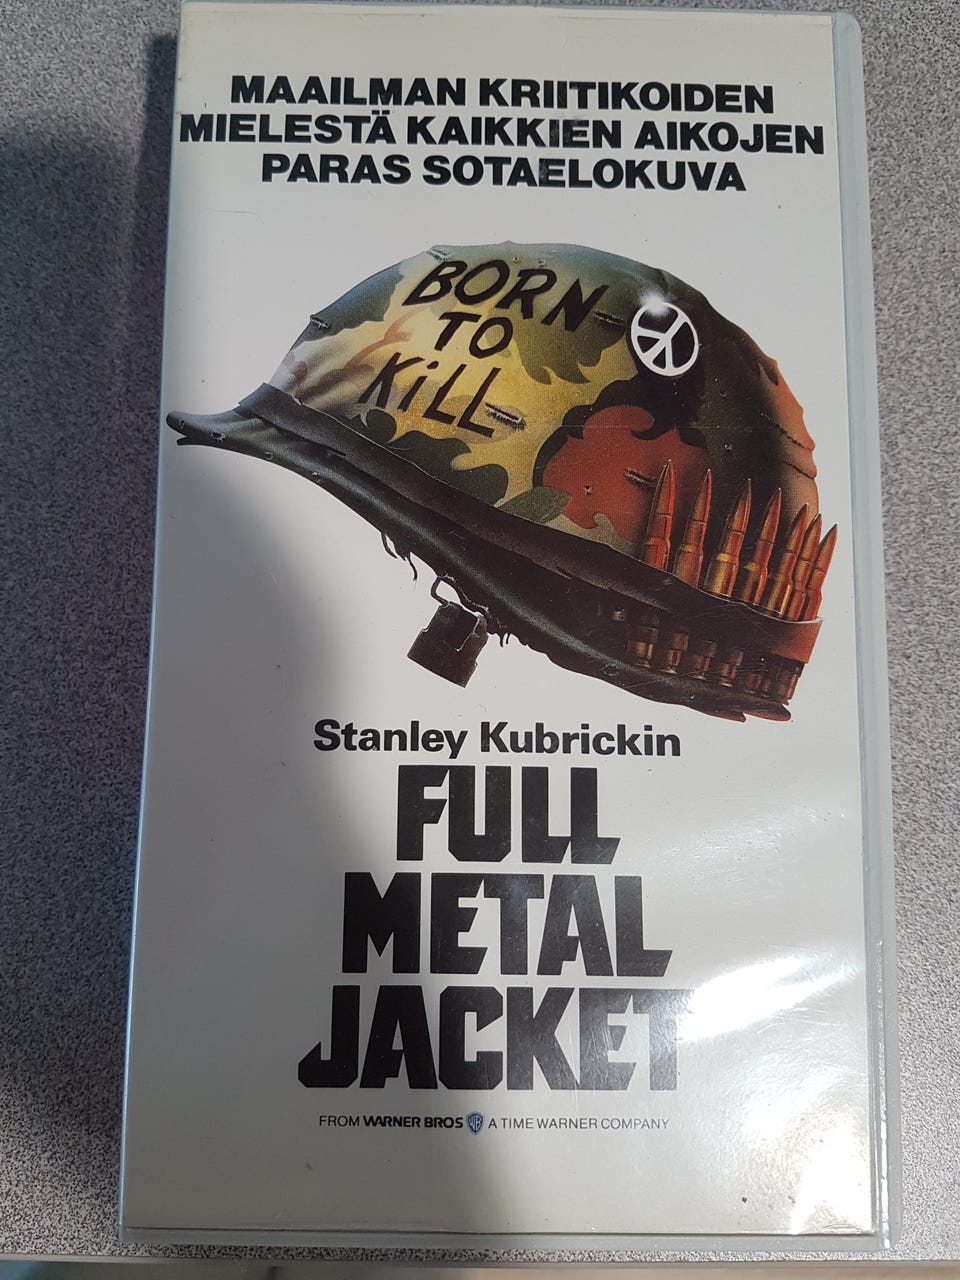 MAAILMAN KRIITIKOIDEN
MIELESTÄ KAIKKIEN AIKOJEN
PARAS SOTAELOKUVA
BORN
TO
KiLL
Stanley Kubrickin
FULL
METAL
JACKET
FROM WARNER BROS WB A TIME WARNER COMPANY